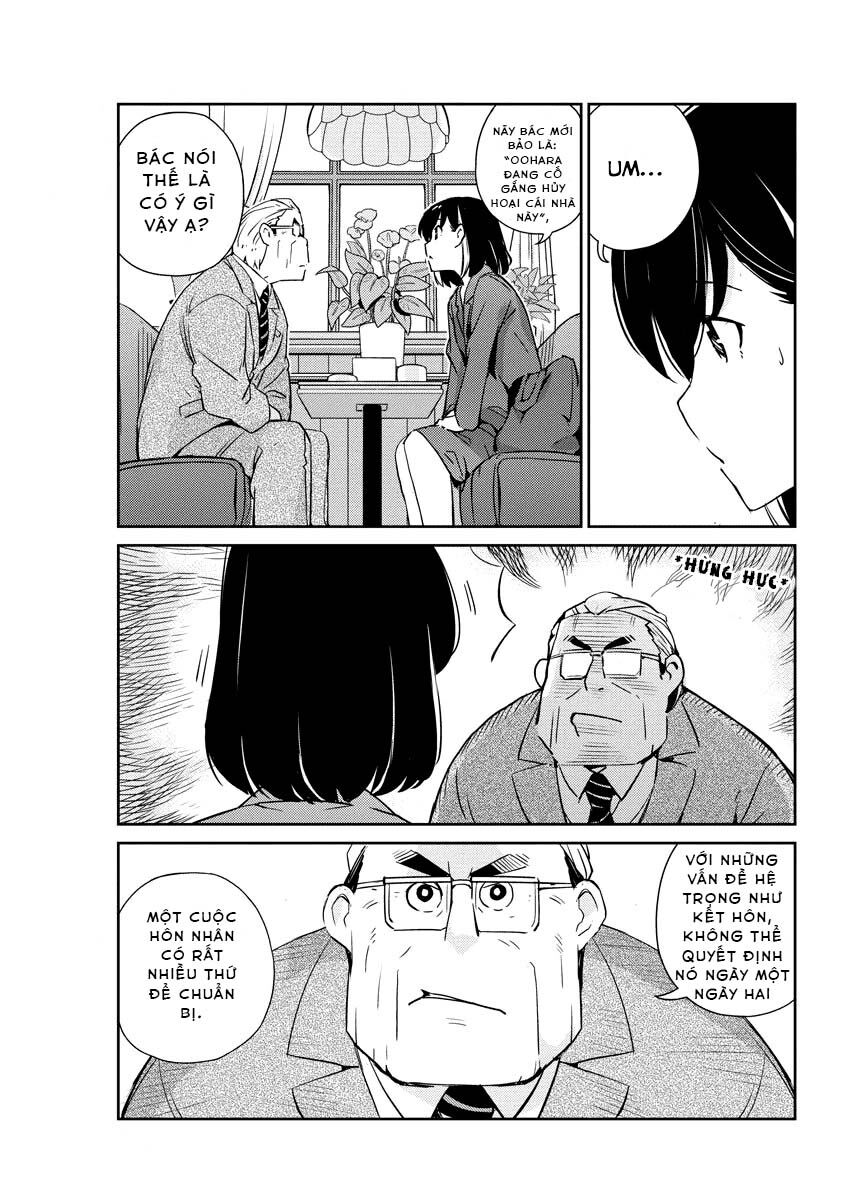 UM...
NÃY BÁC MỚI
BẢO LÀ:
"OOHARA
ĐANG CỐ
GẮNG HỦY
HOẠI CÁI NHÀ
NÀY",
BÁC NÓI
THẾ LÀ
CÓ Ý GÌ
VẬY Ạ?
*HỪNG HỰC*
VỚI NHỮNG
VẤN ĐỀ HỆ
TRỌNG NHƯ
KẾT HÔN,
KHÔNG THỂ
QUYẾT ĐỊNH
NÓ NGÀY MỘT
NGÀY HAI
MỘT CUỘC
HÔN NHÂN
CÓ RẤT
NHIỀU THỨ
ĐỂ CHUẨN
BỊ.